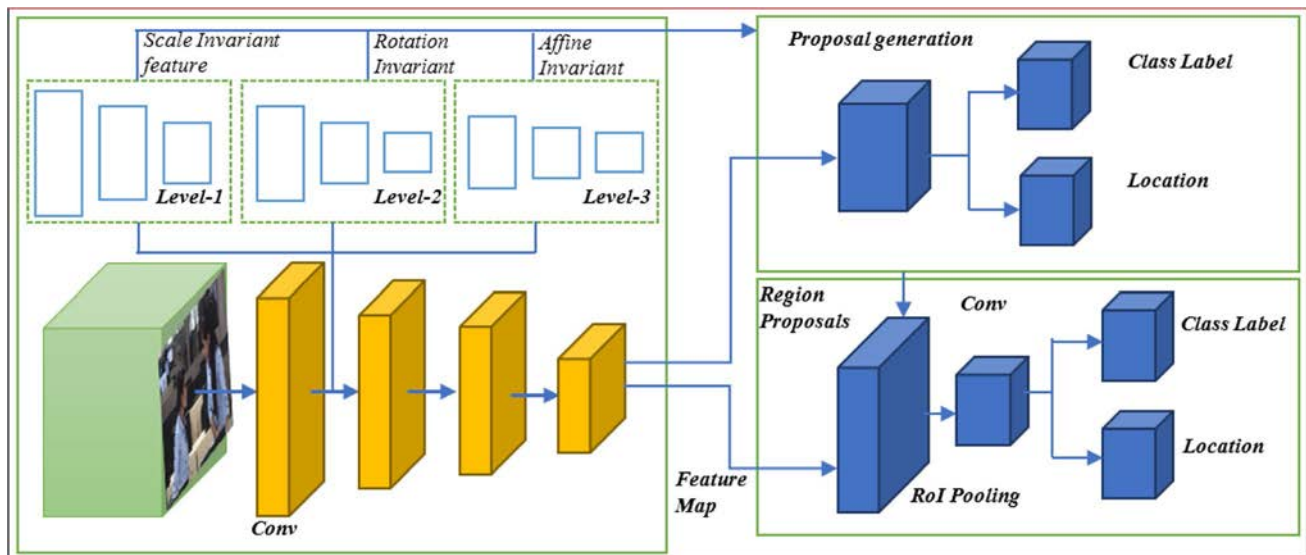 Scale Invariant
feature
Rotation
Invariant
Affine
Invariant
Level-1
Level-2
Level-3
Conv
Feature
Map
Proposal generation
Class Label
Location
Region
Proposals
Conv
Class Label
RoI Pooling
Location